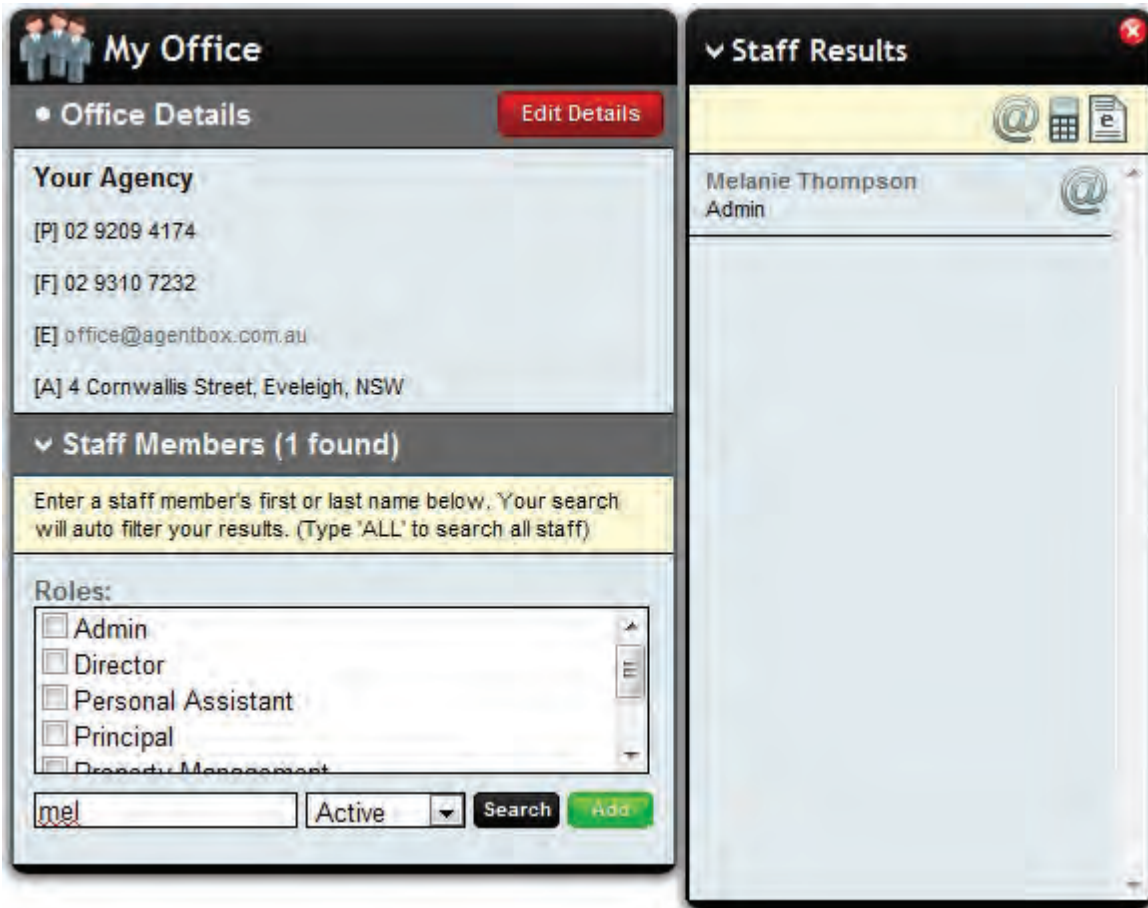 My Office
Office Details
Edit Details
Your Agency
[P] 02 9209 4174
[F] 02 9310 7232
[E] office@agentbox.com.au
[A] 4 Cornwallis Street, Eveleigh, NSW
Staff Members (1 found)
Enter a staff member's first or last name below. Your search
will auto filter your results. (Type 'ALL' to search all staff)
Roles:
Admin
Director
Personal Assistant
Principal
Property Management
mel
Active
Search
Add
Staff Results
@
e
Melanie Thompson
@
Admin